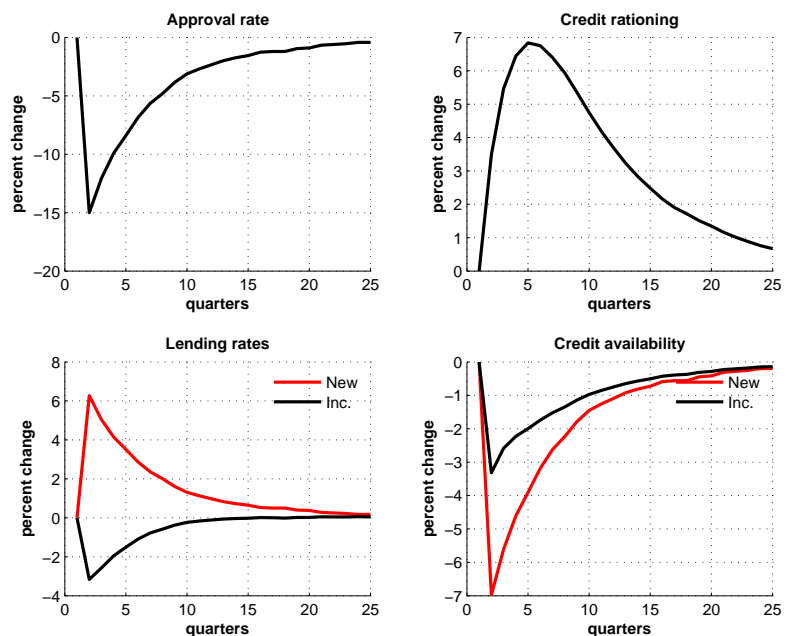 Approval rate
0
−5
−10
−15
−20
percent change
0 5 10 15 20 25
quarters
Credit rationing
7
6
5
4
3
2
1
0
percent change
0 5 10 15 20 25
quarters
Lending rates
8
6
4
2
0
−2
−4
percent change
New
Inc.
0 5 10 15 20 25
quarters
Credit availability
0
−1
−2
−3
−4
−5
−6
−7
percent change
New
Inc.
0 5 10 15 20 25
quarters